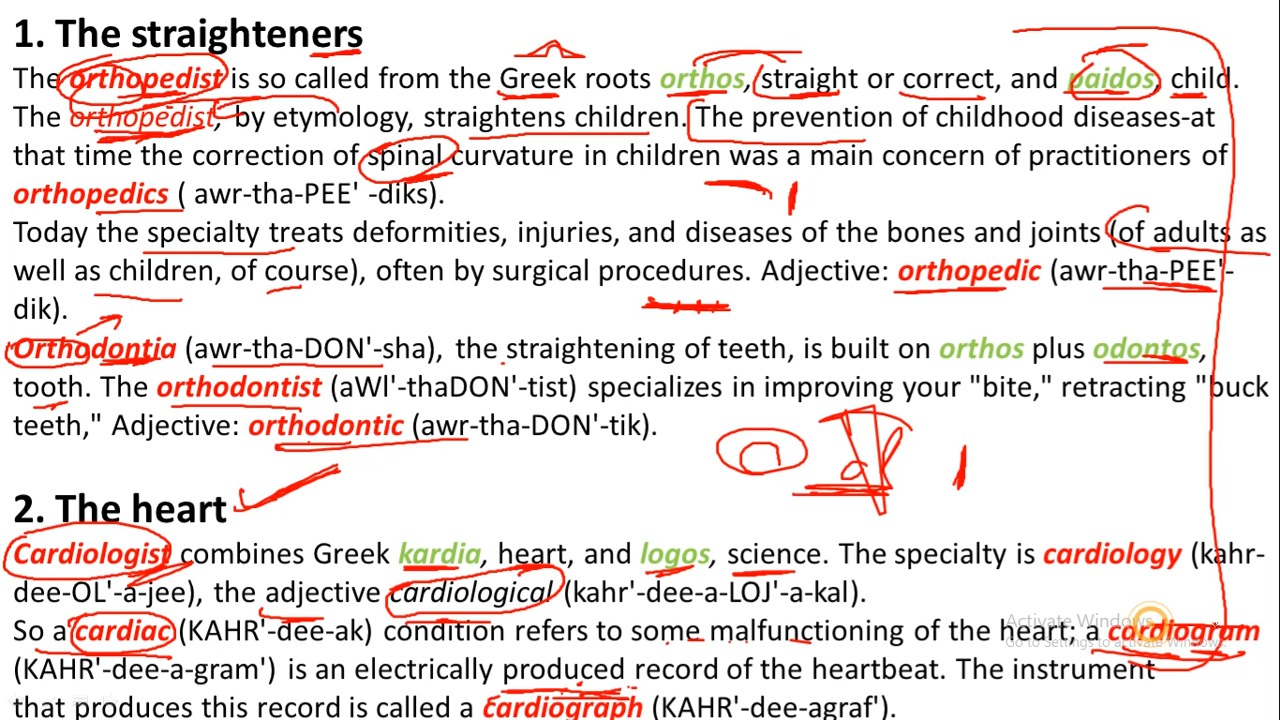 1. The straighteners
The orthopedist is so called from the Greek roots orthos, straight or correct, and paidos, child.
The orthopedist, by etymology, straightens children. The prevention of childhood diseases-at
that time the correction of spinal curvature in children was a main concern of practitioners of
orthopedics ( awr-tha-PEE' -diks).
Today the specialty treats deformities, injuries, and diseases of the bones and joints (of adults as
well as children, of course), often by surgical procedures. Adjective: orthopedic (awr-tha-PEE'-
dik).
Orthodontia (awr-tha-DON'-sha), the straightening of teeth, is built on orthos plus odontos,
tooth. The orthodontist (aWl'-thaDON'-tist) specializes in improving your "bite," retracting "buck
teeth," Adjective: orthodontic (awr-tha-DON'-tik).
2. The heart
Cardiologist combines Greek kardia, heart, and logos, science. The specialty is cardiology (kahr-
dee-OL'-a-jee), the adjective cardiological (kahr'-dee-a-LOJ'-a-kal).
So a cardiac (KAHR'-dee-ak) condition refers to some malfunctioning of the heart; a cardiogram
(KAHR'-dee-a-gram') is an electrically produced record of the heartbeat. The instrument
that produces this record is called a cardiograph (KAHR'-dee-agraf').
Activate Windows
Go to Settings to activate Windows.